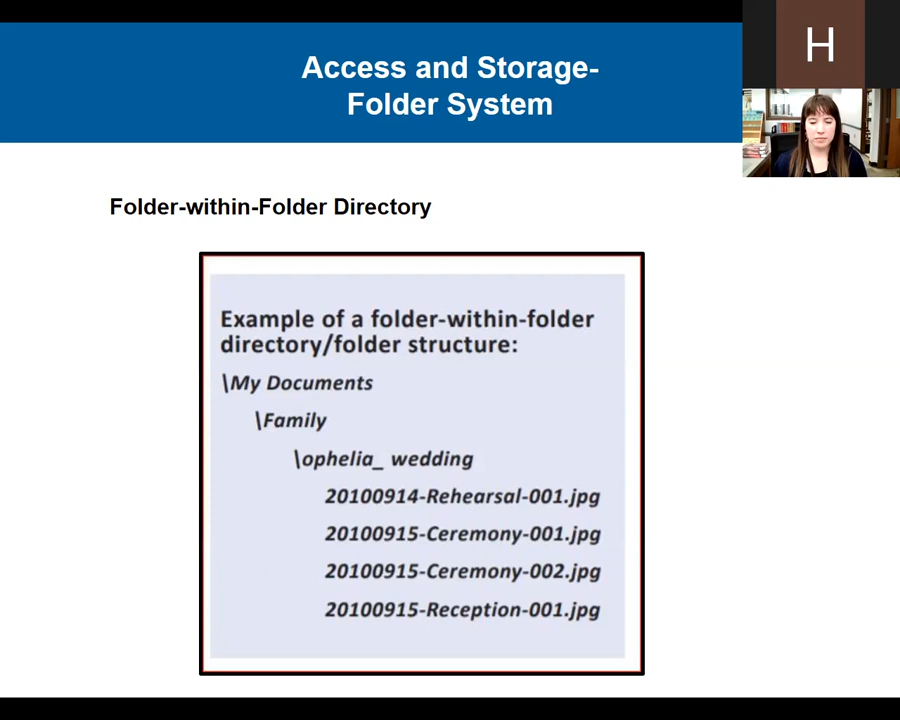 Access and Storage-
Folder System
H
Folder-within-Folder Directory
Example of a folder-within-folder
directory/folder structure:
\My Documents
\Family
\ophelia_ wedding
20100914-Rehearsal-001.jpg
20100915-Ceremony-001.jpg
20100915-Ceremony-002.jpg
20100915-Reception-001.jpg